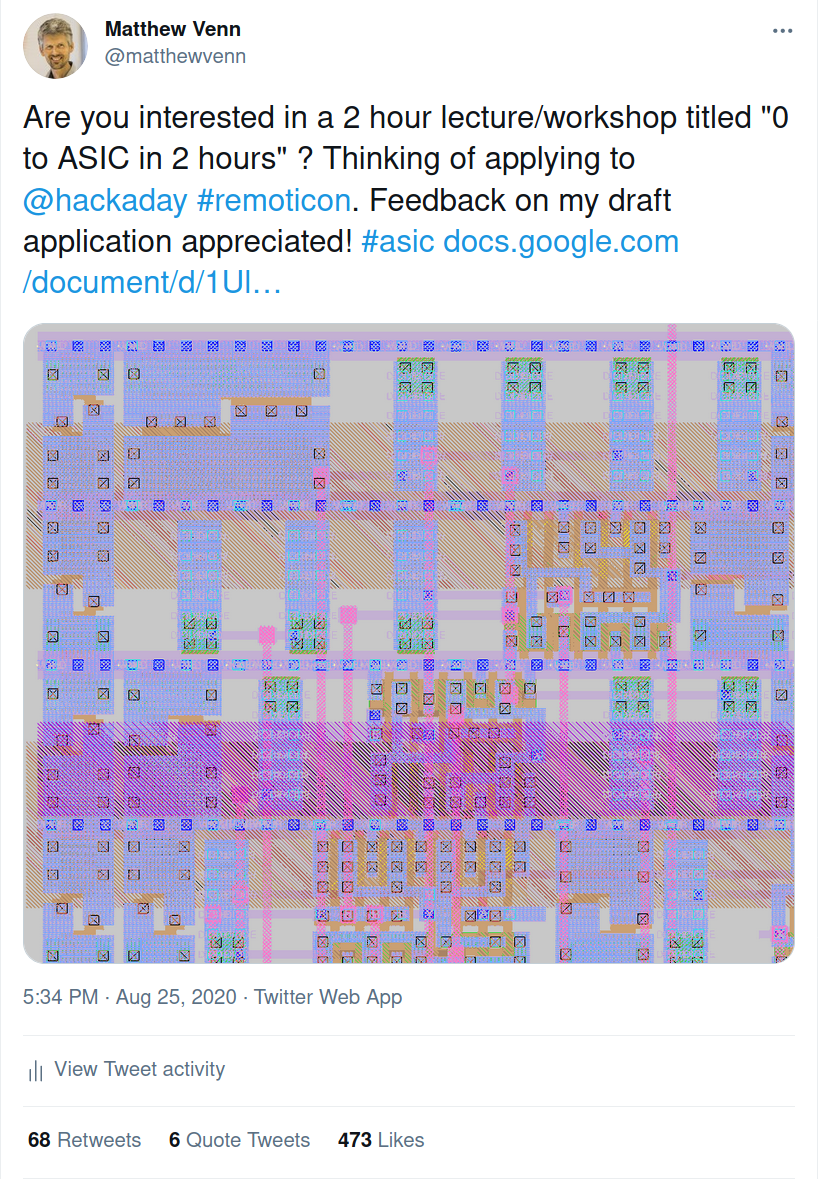 Matthew Venn
@matthewvenn
Are you interested in a 2 hour lecture/workshop titled "0
to ASIC in 2 hours" ? Thinking of applying to
@hackaday #remoticon. Feedback on my draft
application appreciated! #asic docs.google.com
/document/d/1Ul…
5:34 PM · Aug 25, 2020 · Twitter Web App
View Tweet activity
68 Retweets 6 Quote Tweets 473 Likes